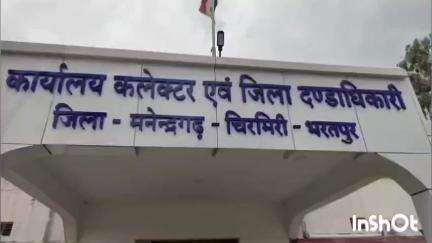 कार्यालय कलेक्टर एवं जिला दण्डाधिकारी
जिला - मनेन्द्रगढ़ - चिरमिरी - भरतपुर
InShOt